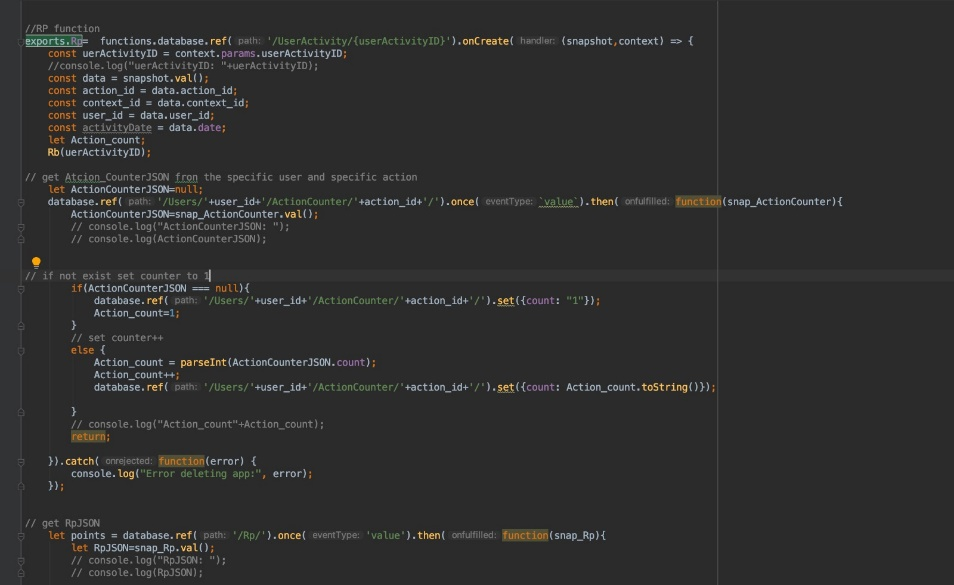 //RP function
exports.Rp=  functions.database.ref( path: '/UserActivity/{userActivityID}').onCreate( handler: (snapshot,context) => {
const uerActivityID = context.params.userActivityID;
//console.log("uerActivityID: "+uerActivityID);
const data = snapshot.val();
const action_id = data.action_id;
const context_id = data.context_id;
const user_id = data.user_id;
const activityDate = data.date;
let Action_count;
Rb(uerActivityID);
// get Atcion_CounterJSON fron the specific user and specific action
let ActionCounterJSON=null;
database.ref( path: '/Users/'+user_id+'/ActionCounter/'+action_id+'/').once( eventType: `value`).then( onfulfilled: function(snap_ActionCounter){
ActionCounterJSON=snap_ActionCounter.val();
// console.log("ActionCounterJSON: ");
// console.log(ActionCounterJSON);
// if not exist set counter to 1
if(ActionCounterJSON === null){
database.ref( path: '/Users/'+user_id+'/ActionCounter/'+action_id+'/').set({count: "1"});
Action_count=1;
}
// set counter++
else {
Action_count = parseInt(ActionCounterJSON.count);
Action_count++;
database.ref( path: '/Users/'+user_id+'/ActionCounter/'+action_id+'/').set({count: Action_count.toString()});
}
// console.log("Action_count"+Action_count);
return;
}).catch( onrejected: function(error) {
console.log("Error deleting app:", error);
});
// get RpJSON
let points = database.ref( path: '/Rp/').once( eventType: 'value').then( onfulfilled: function(snap_Rp){
let RpJSON=snap_Rp.val();
// console.log("RpJSON: ");
// console.log(RpJSON);